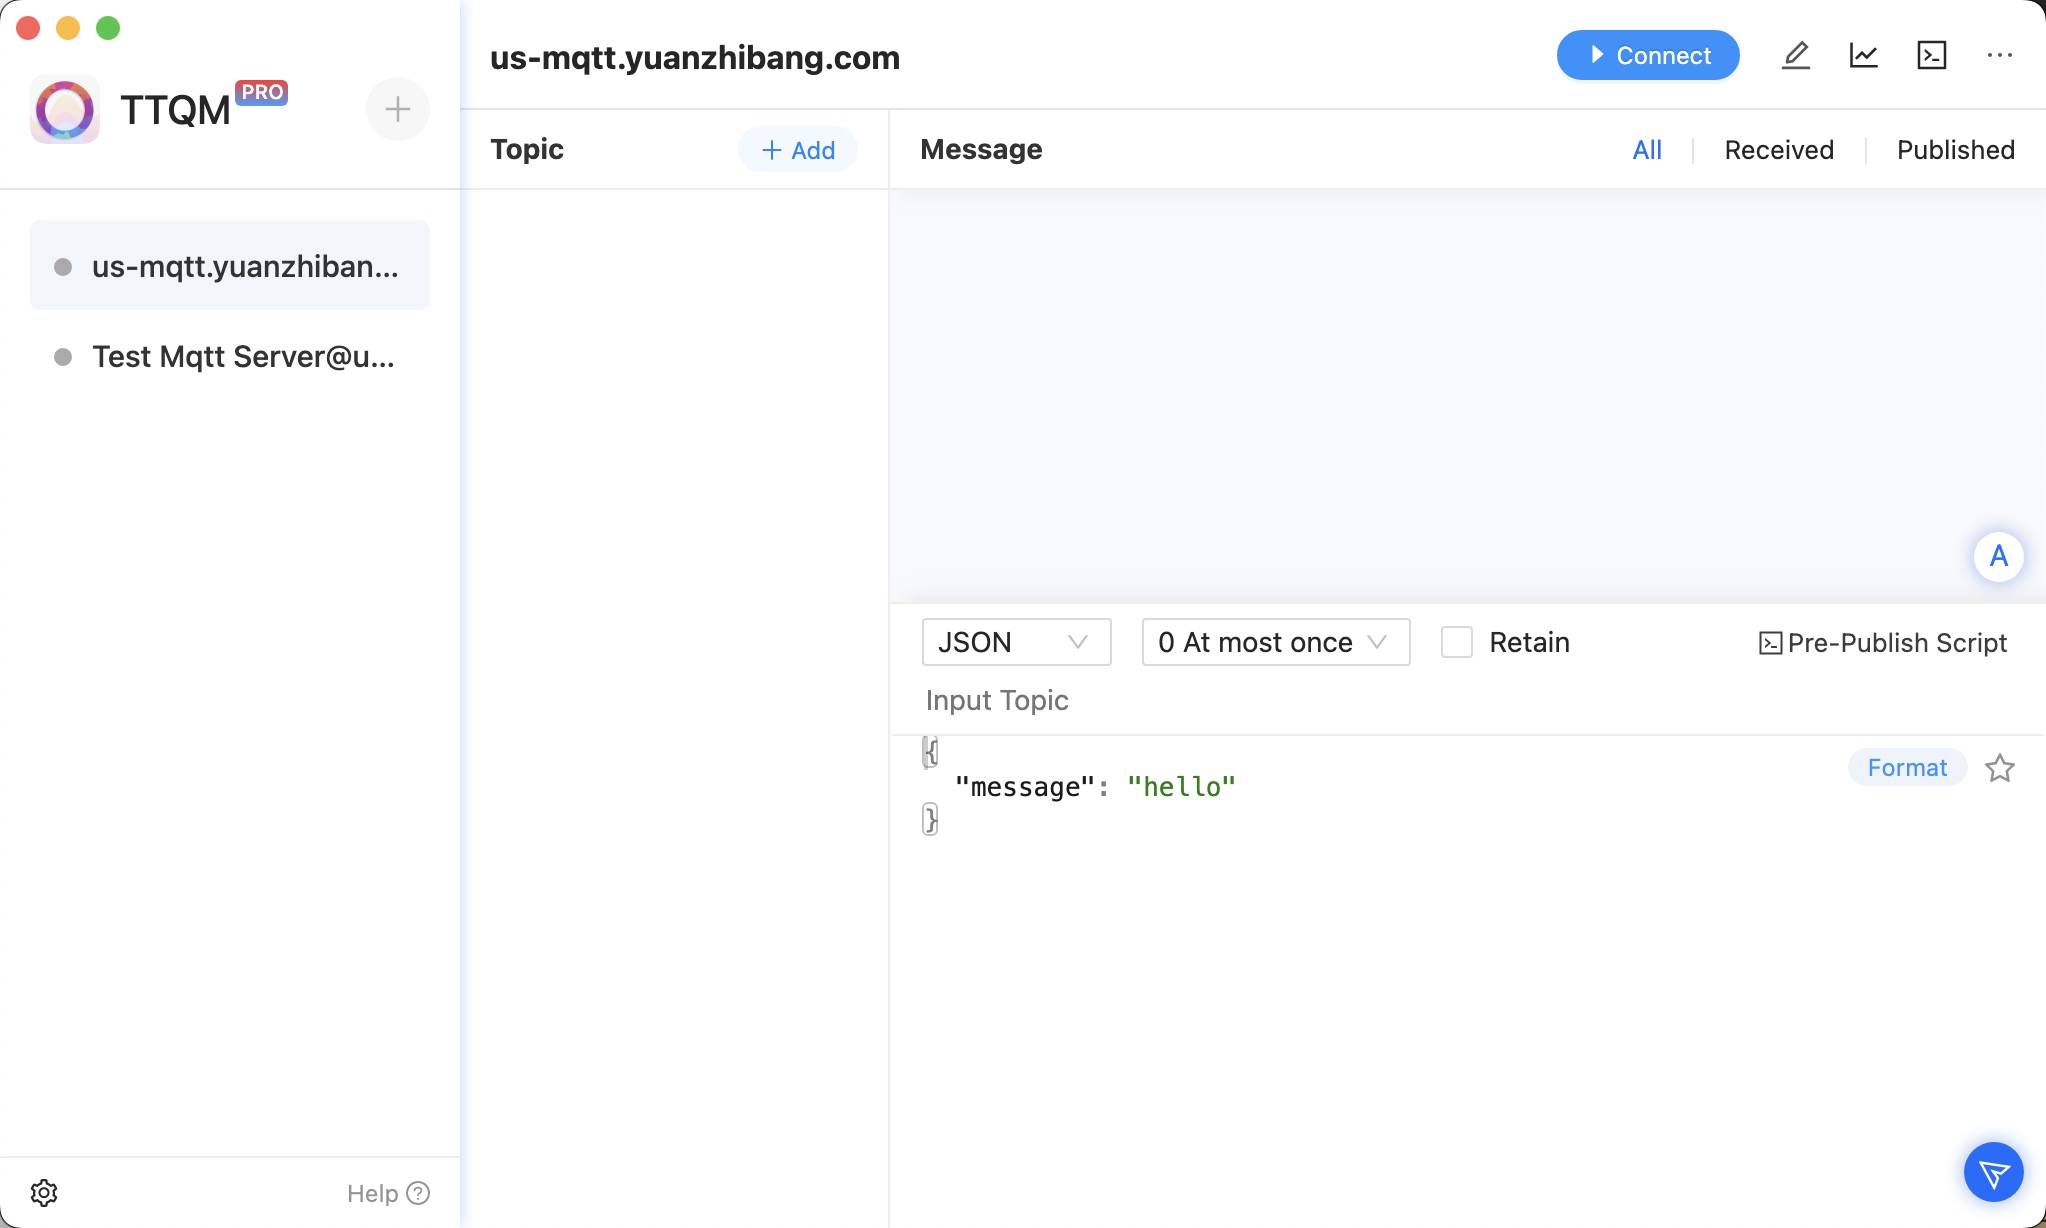 TTQM PRO
us-mqtt.yuanzhiban...
Test Mqtt Server@u...
Help
us-mqtt.yuanzhibang.com
Connect
Topic
Add
Message
All
Received
Published
A
JSON
0 At most once
Retain
Pre-Publish Script
Input Topic
{
"message": "hello"
}
Format